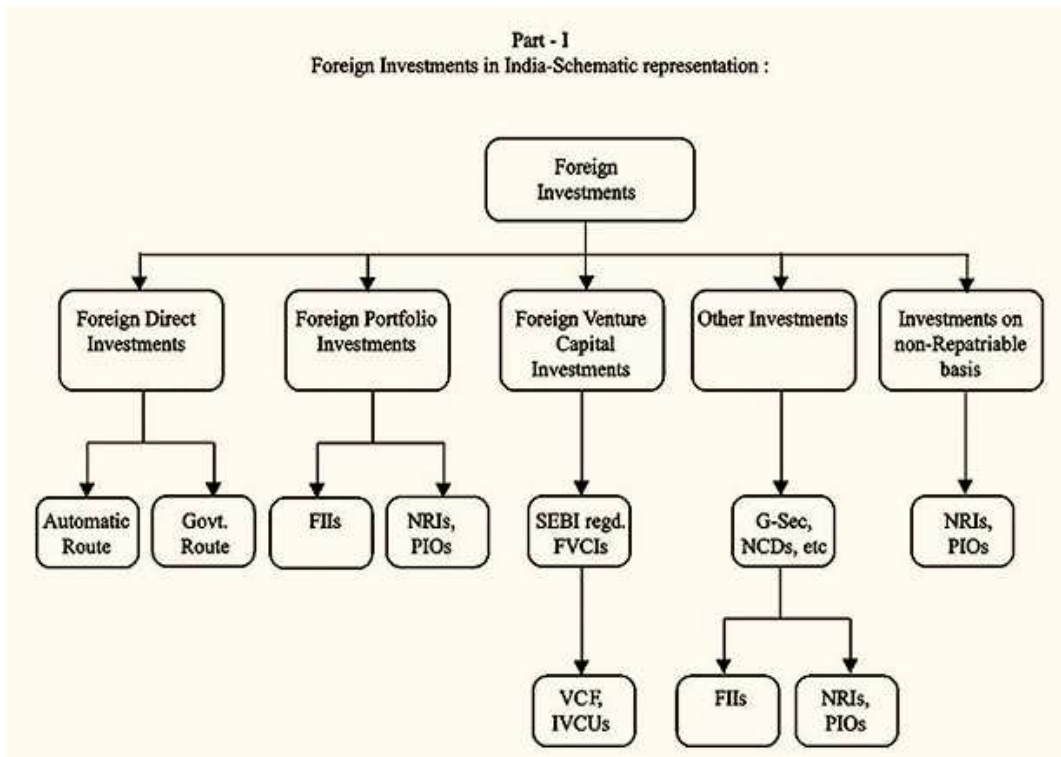 Part - I
Foreign Investments in India-Schematic representation :
Foreign
Investments
Foreign Direct
Investments
Foreign Portfolio
Investments
Foreign Venture
Capital
Investments
Other Investments
Investments on
non-Repatriable
basis
Automatic
Route
Govt.
Route
FIIs
NRIs,
PIOs
SEBI regd.
FVCIs
G-Sec,
NCDs, etc
NRIs,
PIOs
VCF,
IVCUs
FIIs
NRIs,
PIOs